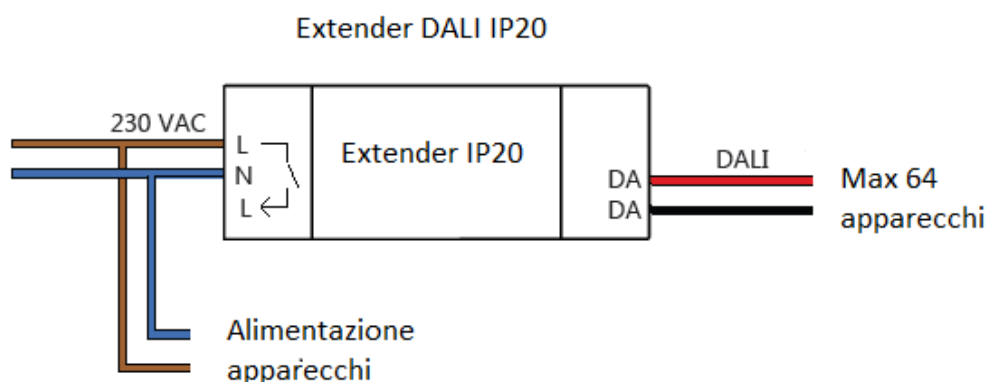 Extender DALI IP20
230 VAC
L
N
L
Extender IP20
DA
DA
DALI
Max 64
apparecchi
Alimentazione
apparecchi